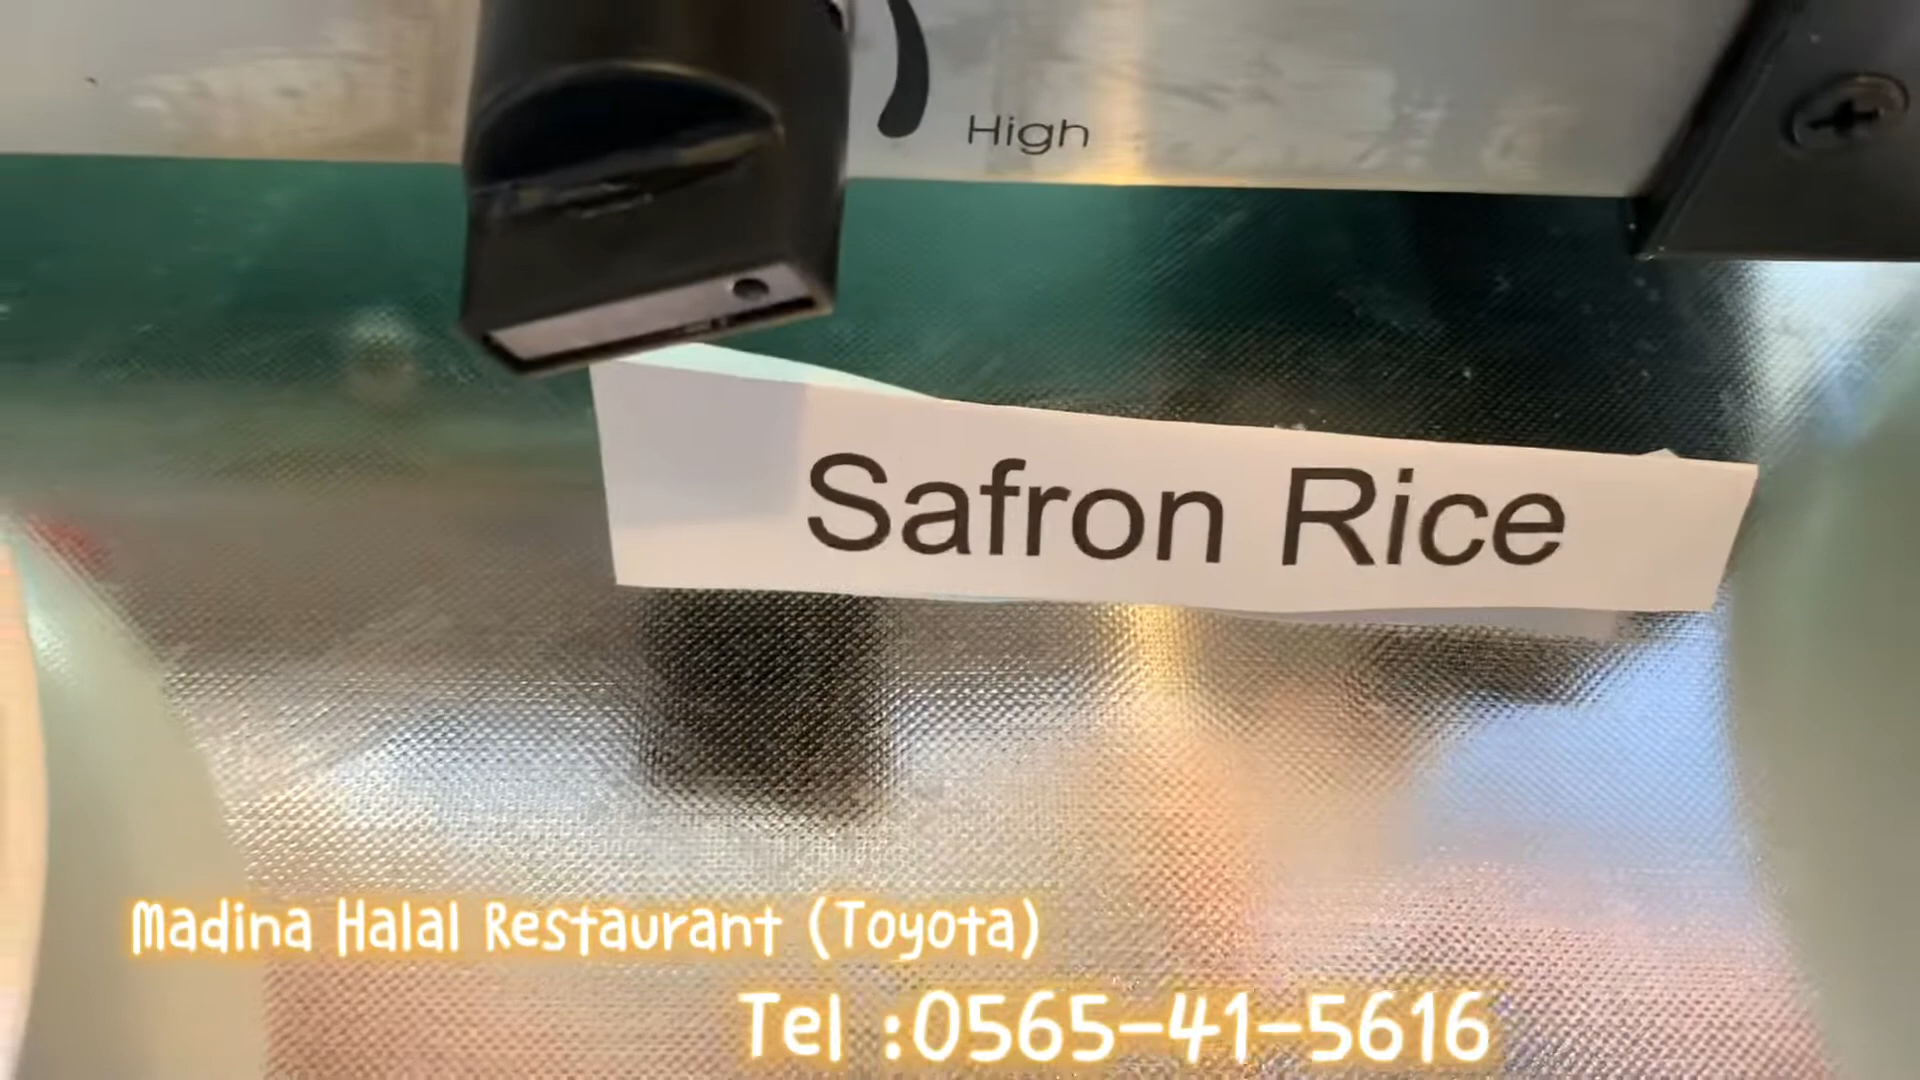 High
Safron Rice
Madina Halal Restaurant (Toyota)
Tel :0565-41-5616